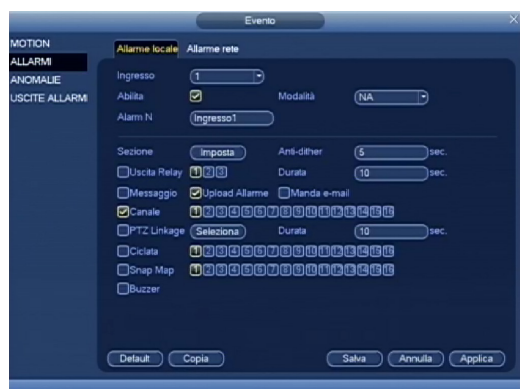 Evento
MOTION
ALLARMI
ANOMALIE
USCITE ALLARMI
Allarme locale Allarme rete
Ingresso 1
Abilita Modalità NA
Alarm N Ingresso1
Sezione Imposta Anti-dither 5 sec.
Uscita Relay 1 2 3 Durata 10 sec.
Messaggio Upload Allarme Manda e-mail
Canale 1 2 3 4 5 6 7 8 9 10 11 12 13 14 15 16
PTZ Linkage Seleziona Durata 10 sec.
Ciclata 1 2 3 4 5 6 7 8 9 10 11 12 13 14 15 16
Snap Map 1 2 3 4 5 6 7 8 9 10 11 12 13 14 15 16
Buzzer
Default Copia Salva Annulla Applica